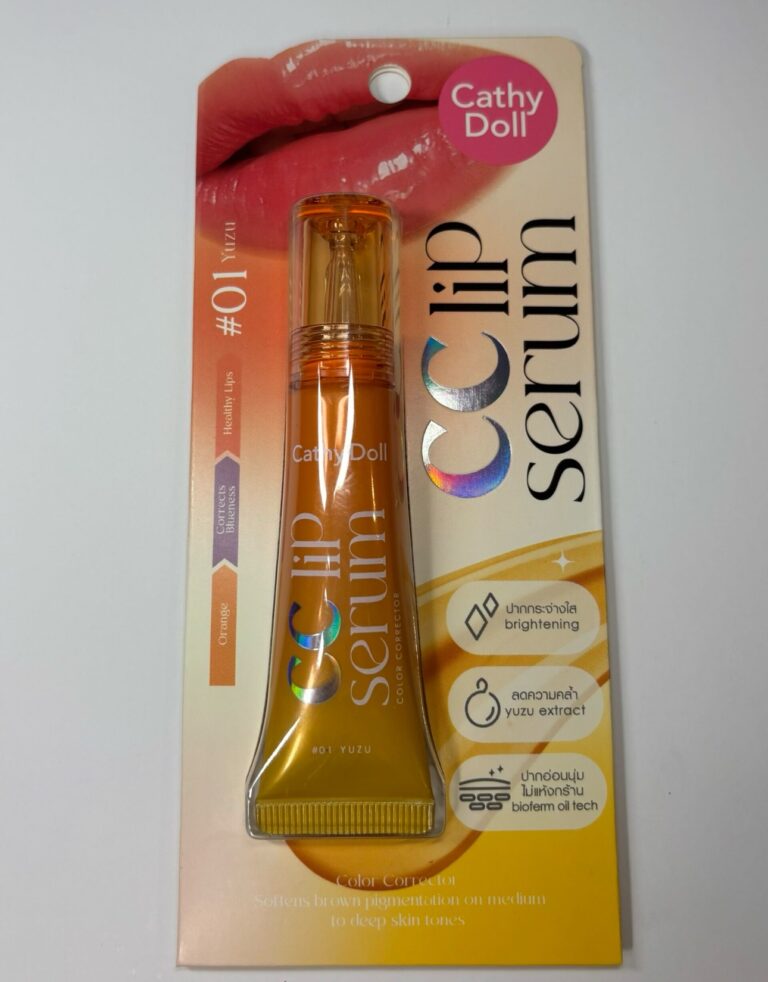 Cathy
Doll
CC lip
serum
#01 Yuzu
Healthy Lips
Corrects
Blueness
Orange
Cathy Doll
CC lip
serum
COLOR CORRECTOR
#01 YUZU
ปากกระจ่างใส
brightening
ลดความคล้ำ
yuzu extract
ปากอ่อนนุ่ม
ไม่แห้งกร้าน
bioferm oil tech
Color Corrector
Softens brown pigmentation on medium
to deep skin tones